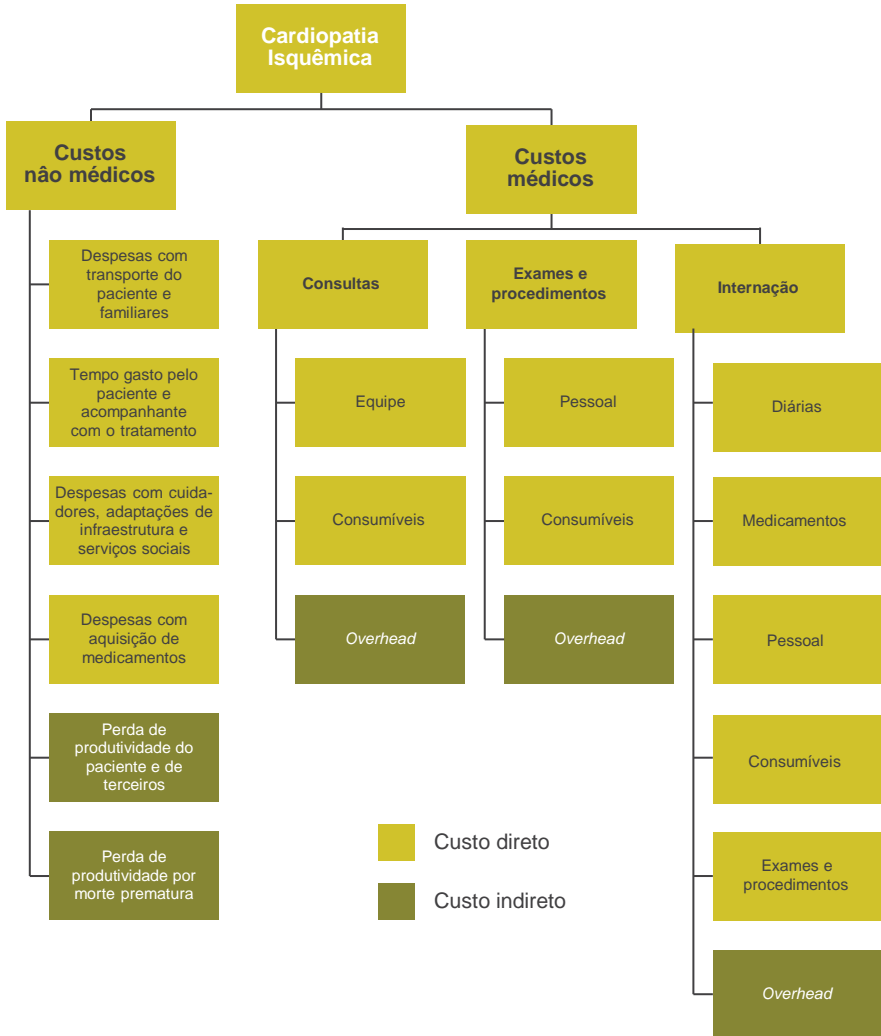 Cardiopatia
Isquêmica
Custos
nâo médicos
Custos
médicos
Despesas com
transporte do
paciente e
familiares
Tempo gasto pelo
paciente e
acompanhante
com o tratamento
Despesas com cuida-
dores, adaptações de
infraestrutura e
serviços sociais
Despesas com
aquisição de
medicamentos
Perda de
produtividade do
paciente e de
terceiros
Perda de
produtividade por
morte prematura
Consultas
Equipe
Consumíveis
Overhead
Exames e
procedimentos
Pessoal
Consumíveis
Overhead
Internação
Diárias
Medicamentos
Pessoal
Consumíveis
Exames e
procedimentos
Overhead
Custo direto
Custo indireto